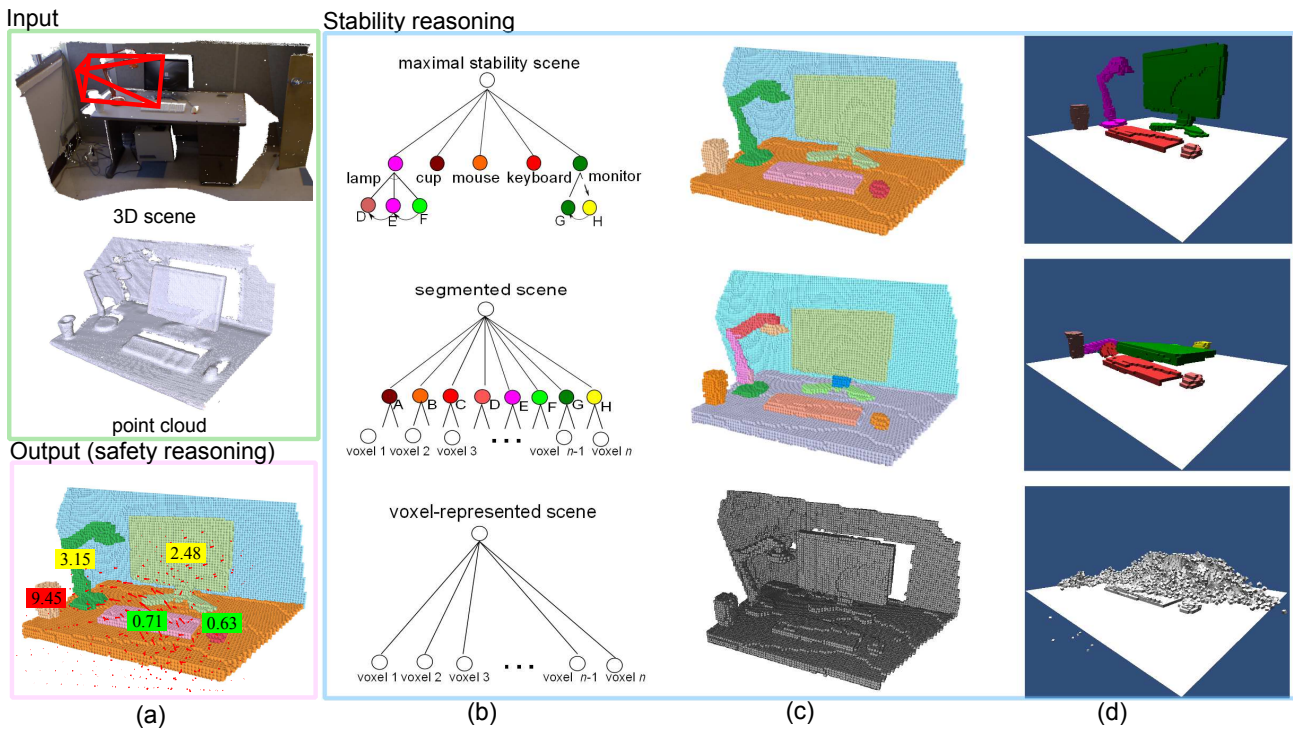 Input
3D scene
point cloud
Output (safety reasoning)
3.15
2.48
9.45
0.71
0.63
(a)
Stability reasoning
maximal stability scene
lamp cup mouse keyboard monitor
D E F G H
segmented scene
A B C D E F G H
voxel 1 voxel 2 voxel 3 ... voxel n-1 voxel n
voxel-represented scene
voxel 1 voxel 2 voxel 3 ... voxel n-1 voxel n
(b)
(c)
(d)